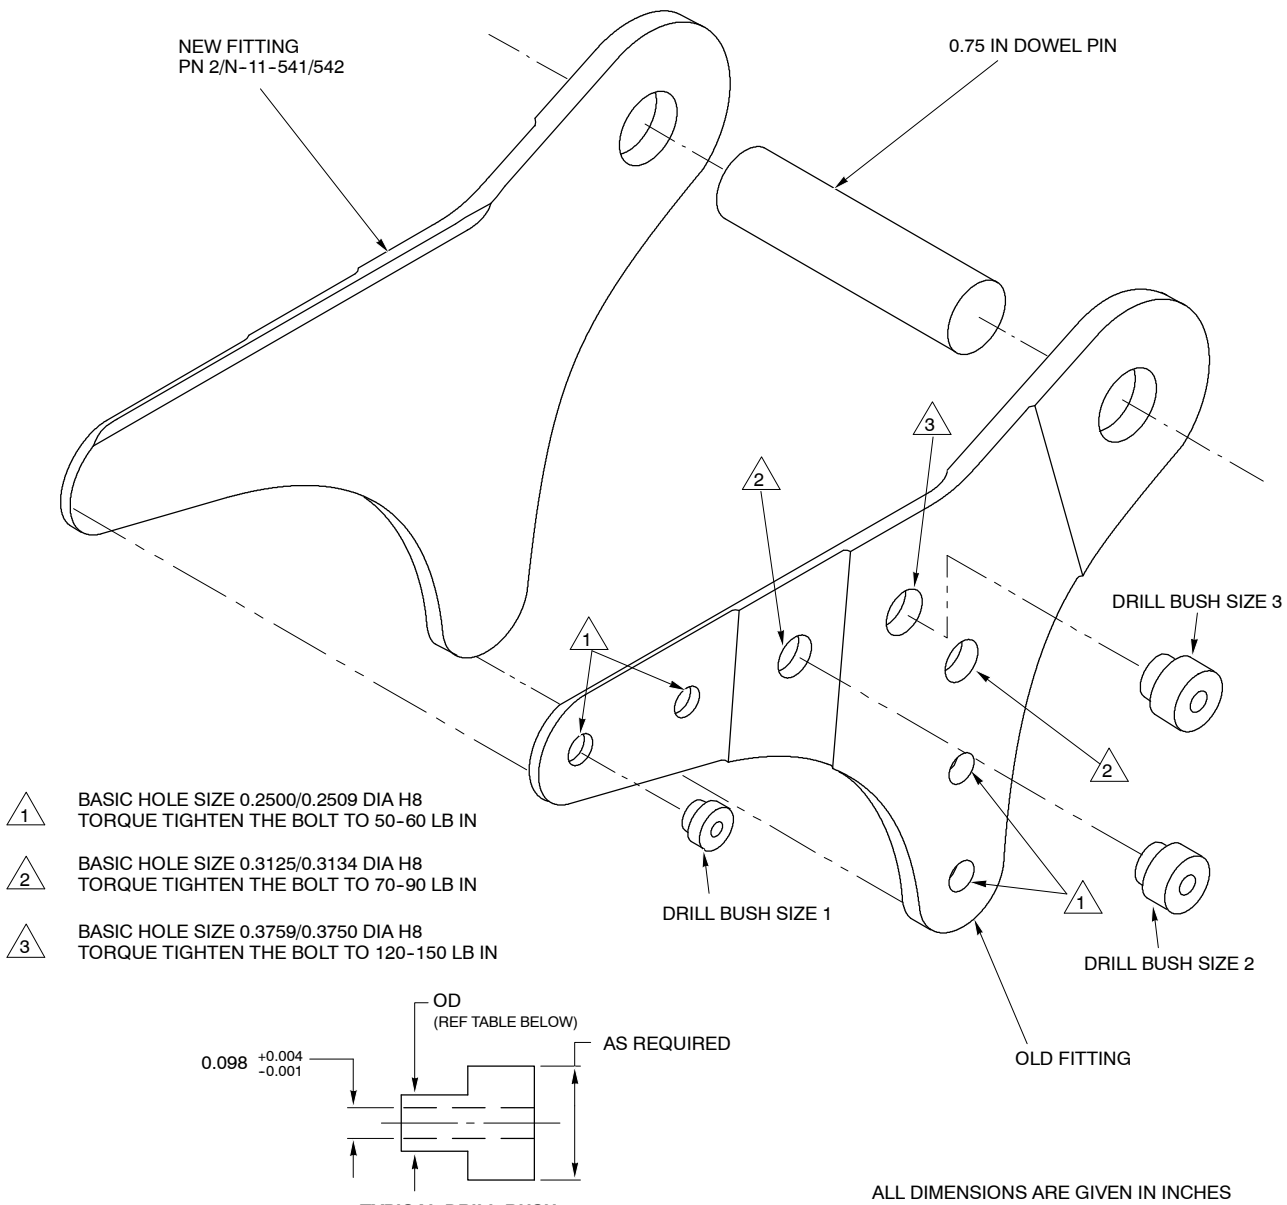 NEW FITTING
PN 2/N-11-541/542
0.75 IN DOWEL PIN
3
2
1
DRILL BUSH SIZE 3
2
1
BASIC HOLE SIZE 0.2500/0.2509 DIA H8
TORQUE TIGHTEN THE BOLT TO 50-60 LB IN
2
BASIC HOLE SIZE 0.3125/0.3134 DIA H8
TORQUE TIGHTEN THE BOLT TO 70-90 LB IN
3
BASIC HOLE SIZE 0.3759/0.3750 DIA H8
TORQUE TIGHTEN THE BOLT TO 120-150 LB IN
DRILL BUSH SIZE 1
1
DRILL BUSH SIZE 2
OLD FITTING
OD
(REF TABLE BELOW)
AS REQUIRED
0.098 +0.004
-0.001
TYPICAL DRILL BUSH
ALL DIMENSIONS ARE GIVEN IN INCHES